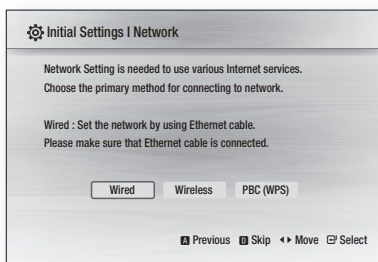 Initial Settings I Network
Network Setting is needed to use various Internet services.
Choose the primary method for connecting to network.
Wired : Set the network by using Ethernet cable.
Please make sure that Ethernet cable is connected.
Wired Wireless PBC (WPS)
A Previous D Skip Move Select